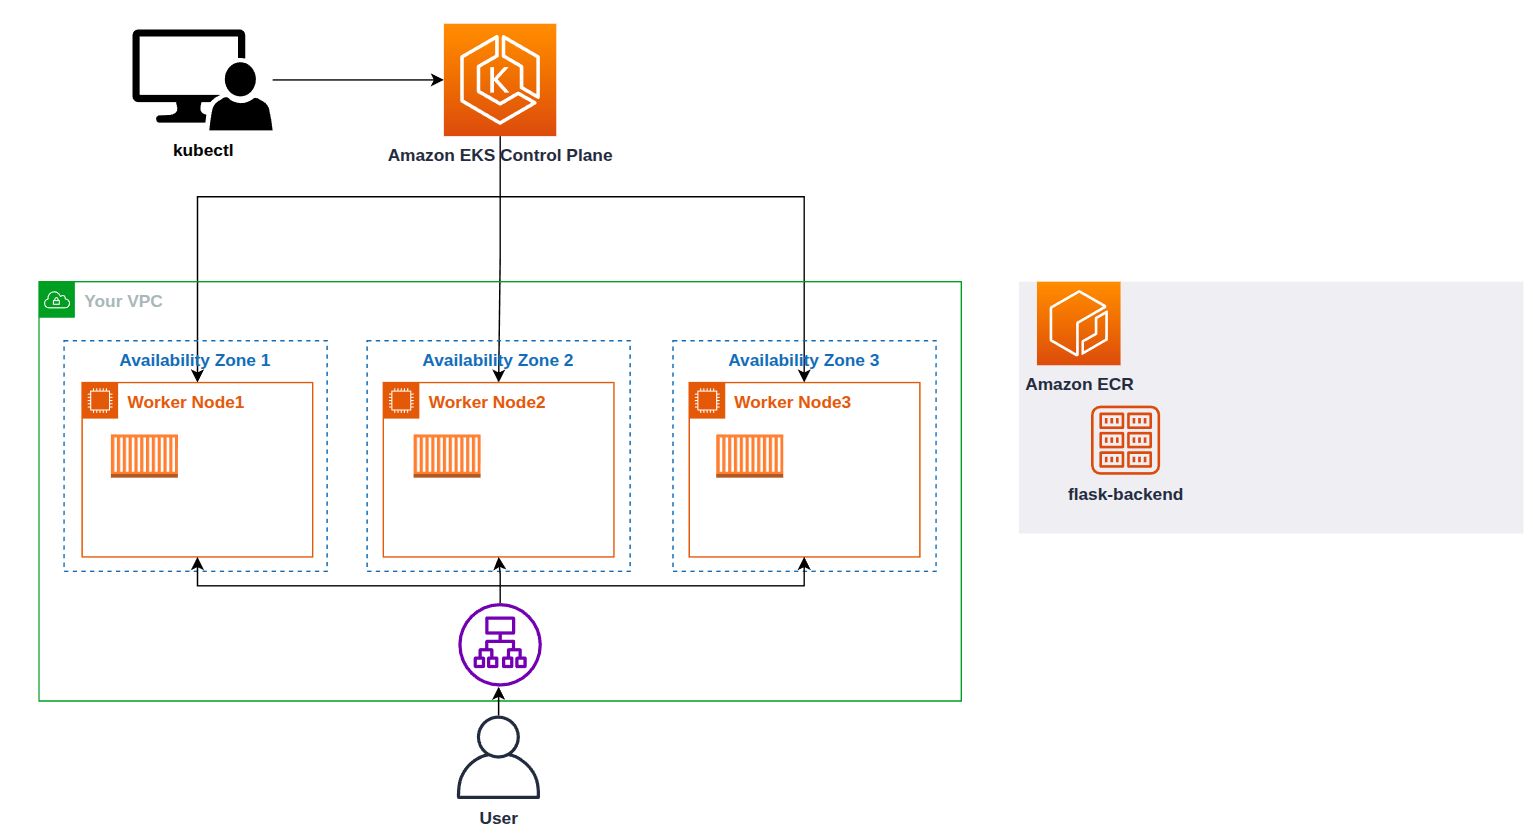 kubectl
Amazon EKS Control Plane
Your VPC
Availability Zone 1
Availability Zone 2
Availability Zone 3
Worker Node1
Worker Node2
Worker Node3
Amazon ECR
flask-backend
User